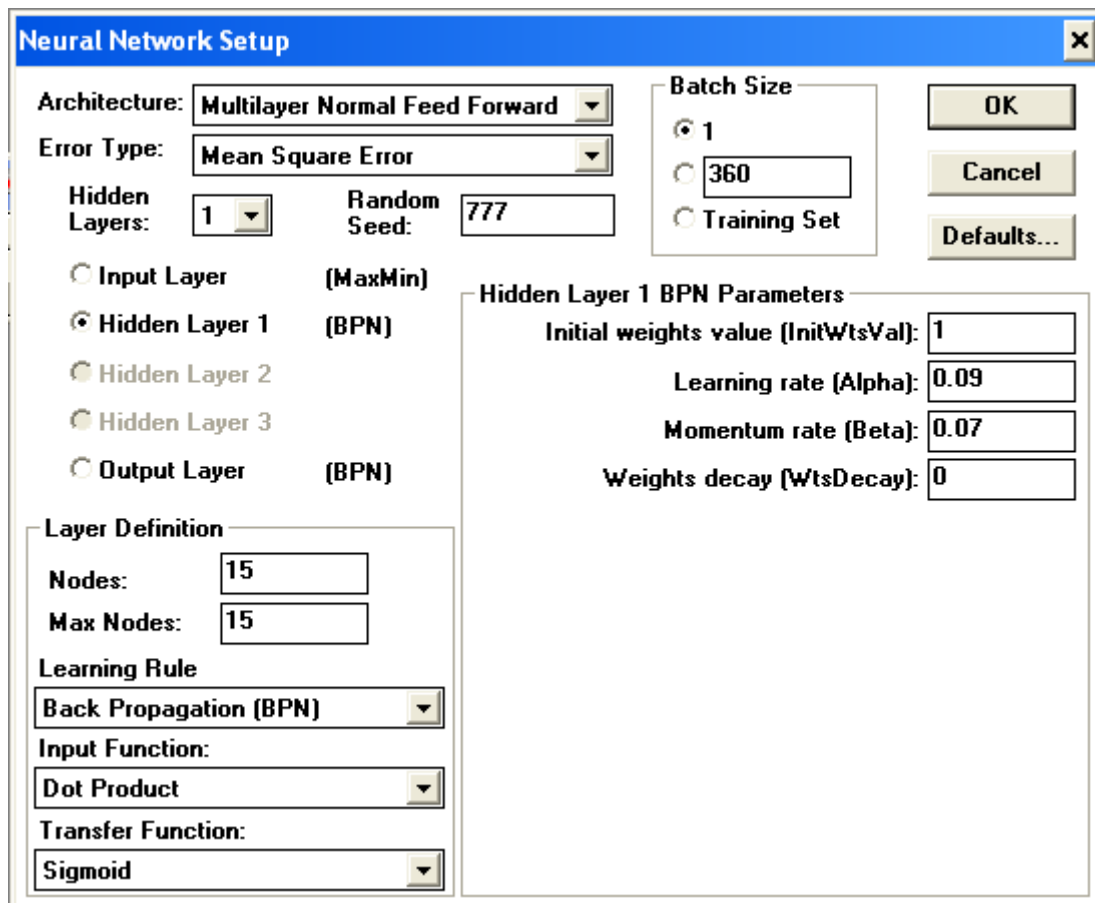 Neural Network Setup
Architecture: Multilayer Normal Feed Forward
Error Type: Mean Square Error
Hidden Layers: 1 Random Seed: 777
Batch Size
1
360
Training Set
OK
Cancel
Defaults...
Input Layer (MaxMin)
Hidden Layer 1 (BPN)
Hidden Layer 2
Hidden Layer 3
Output Layer (BPN)
Hidden Layer 1 BPN Parameters
Initial weights value (InitWtsVal): 1
Learning rate (Alpha): 0.09
Momentum rate (Beta): 0.07
Weights decay (WtsDecay): 0
Layer Definition
Nodes: 15
Max Nodes: 15
Learning Rule
Back Propagation (BPN)
Input Function:
Dot Product
Transfer Function:
Sigmoid